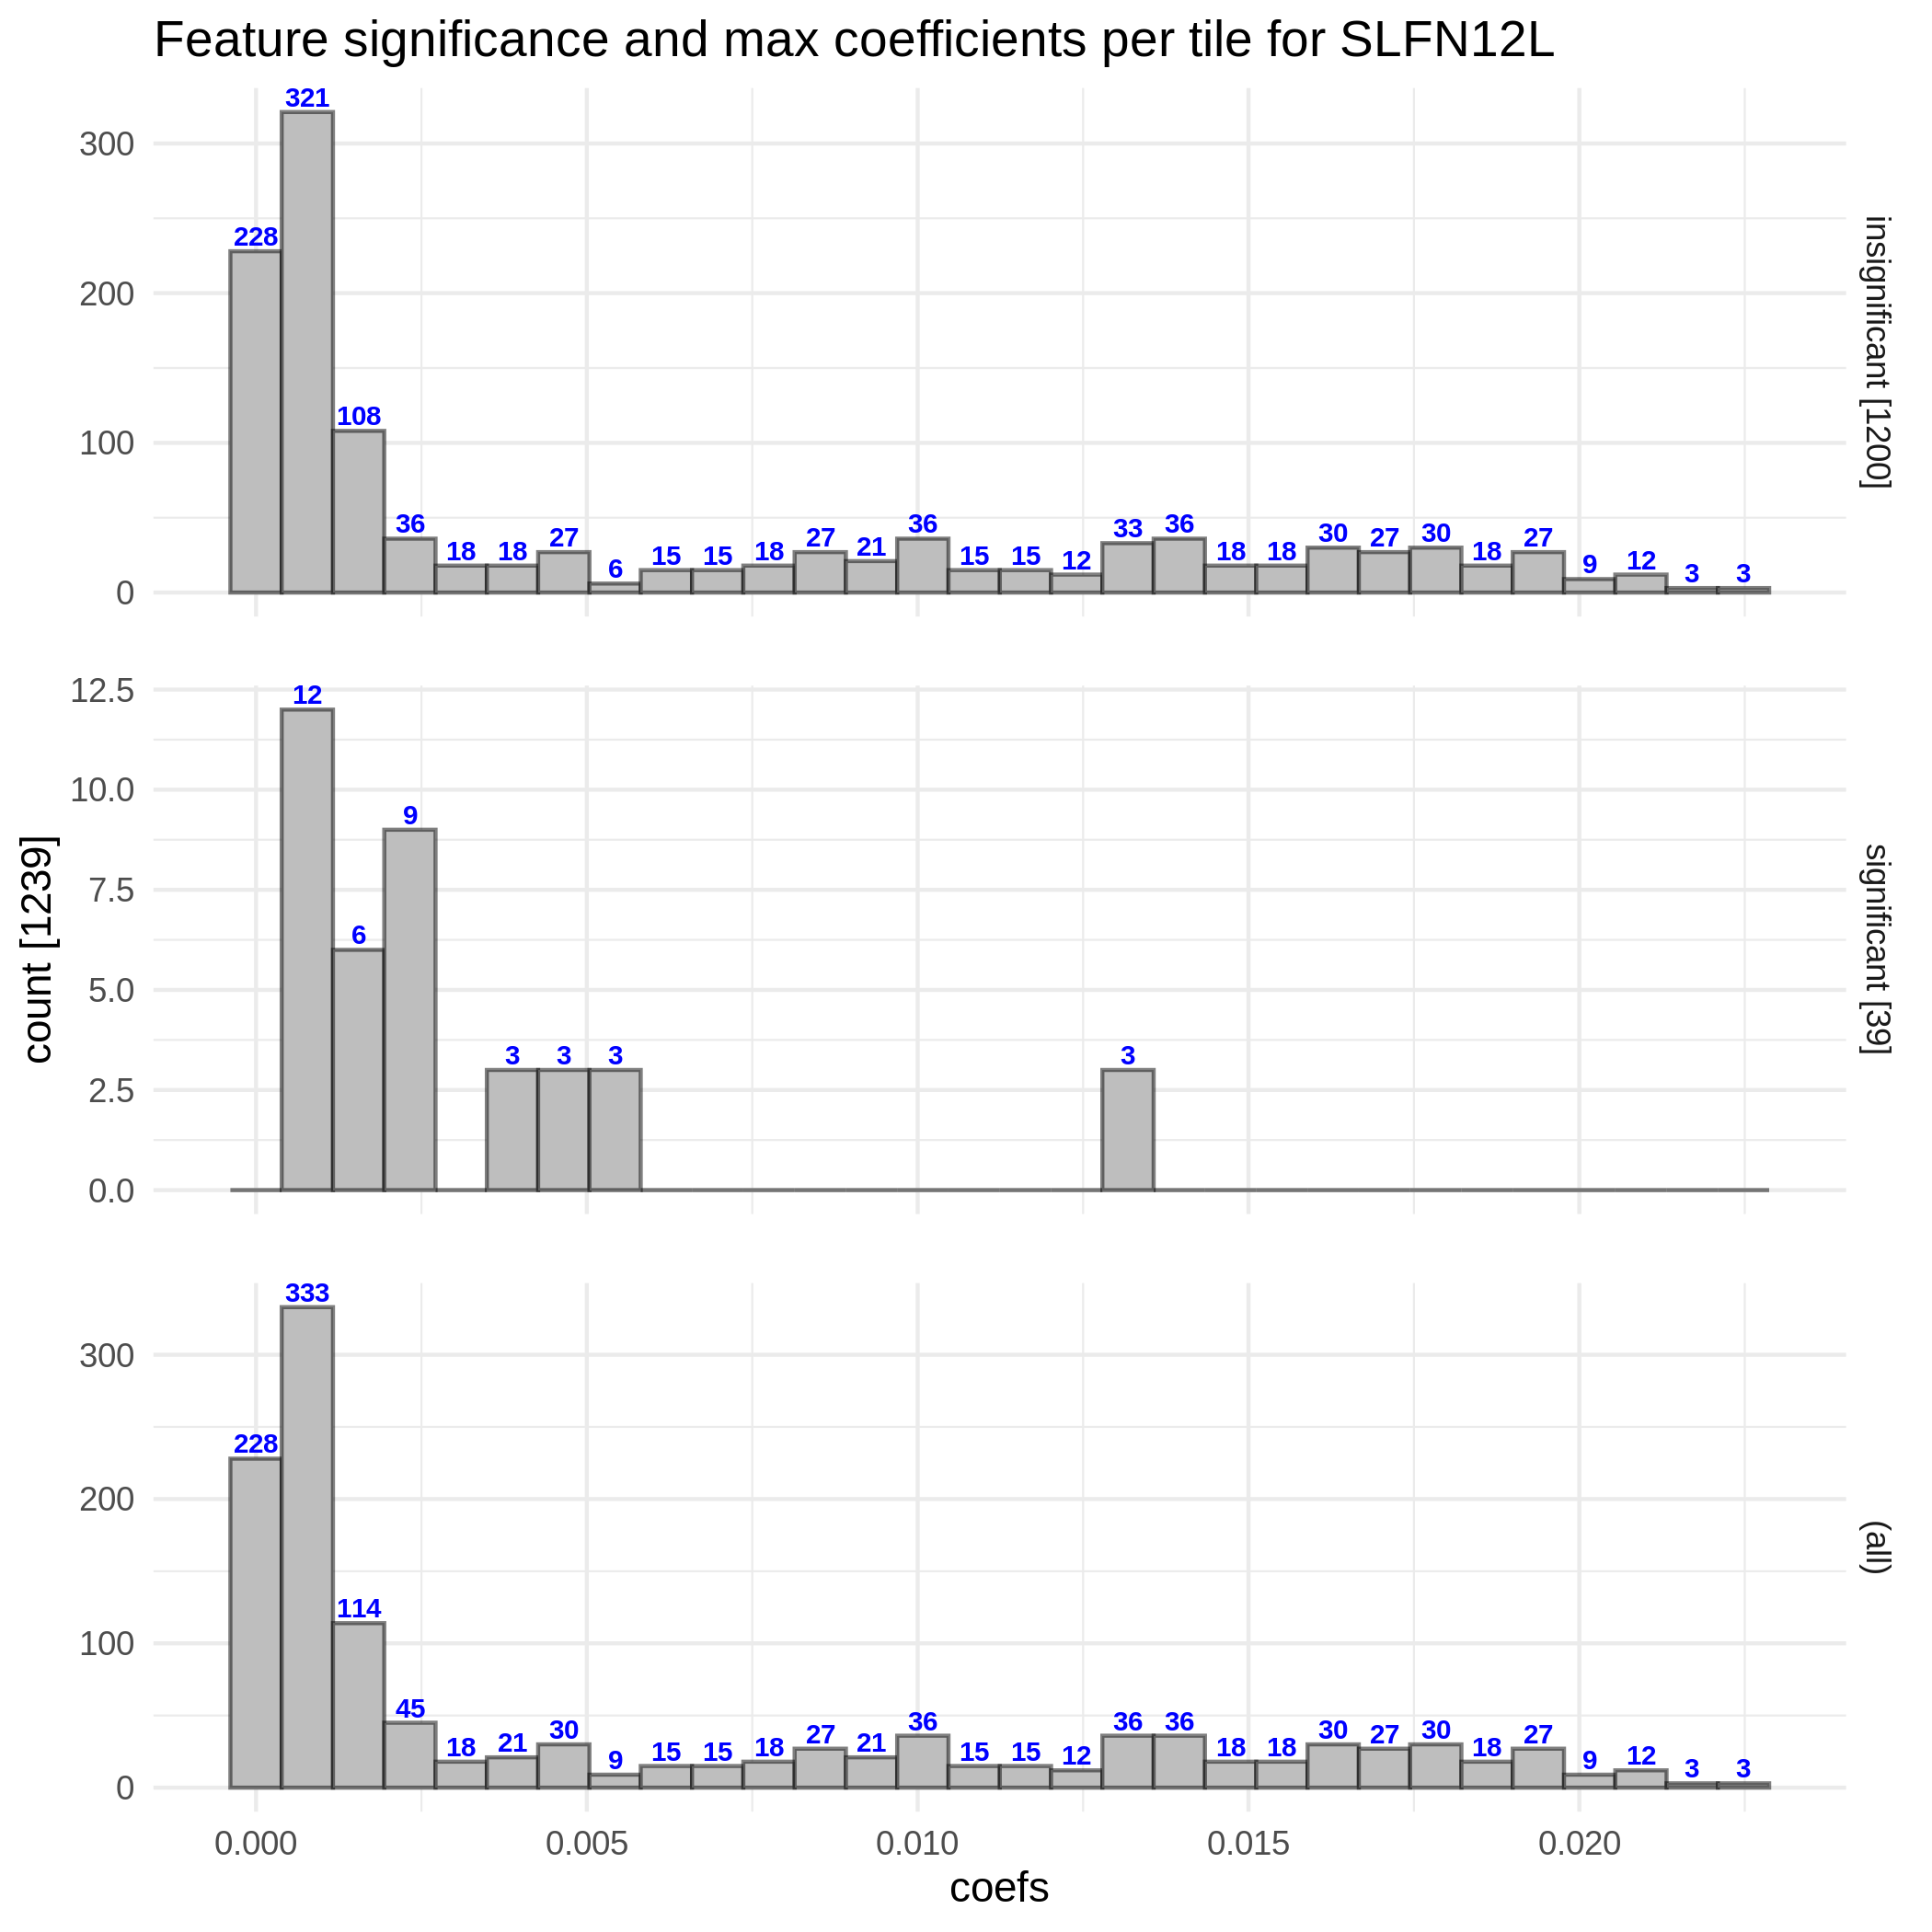 Feature significance and max coefficients per tile for SLFN12L
321
300
228
200
108
100
36 18 18 27 6 15 15 18 27 21 36 15 15 12 33 36 18 18 30 27 30 18 27 9 12 3 3
0
insignificant [1200]
12.5
12
10.0
9
7.5
6
5.0
3 3 3 3
2.5
0.0
significant [39]
count [1239]
333
300
228
200
114
100
45 18 21 30 9 15 15 18 27 21 36 15 15 12 36 36 18 18 30 27 30 18 27 9 12 3 3
0
(all)
0.000 0.005 0.010 0.015 0.020
coefs